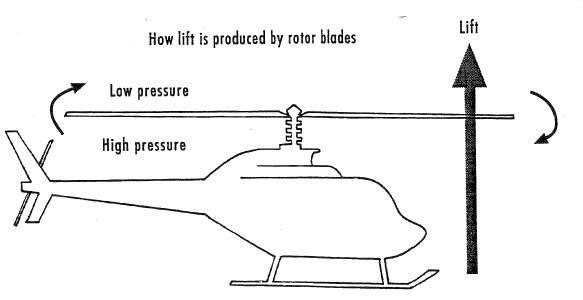 How lift is produced by rotor blades
Lift
Low pressure
High pressure